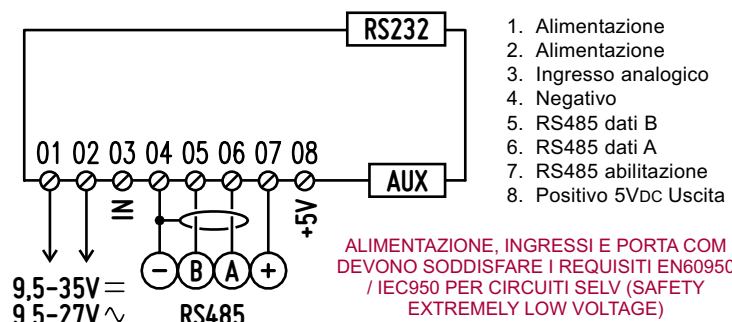 RS232
1. Alimentazione
2. Alimentazione
3. Ingresso analogico
4. Negativo
5. RS485 dati B
6. RS485 dati A
7. RS485 abilitazione
8. Positivo 5VDC Uscita
01 02 03 04 05 06 07 08
AUX
IN
+5V
− B A +
9,5-35V ⎓
9,5-27V ∿
RS485
ALIMENTAZIONE, INGRESSI E PORTA COM
DEVONO SODDISFARE I REQUISITI EN60950
/ IEC950 PER CIRCUITI SELV (SAFETY
EXTREMELY LOW VOLTAGE)